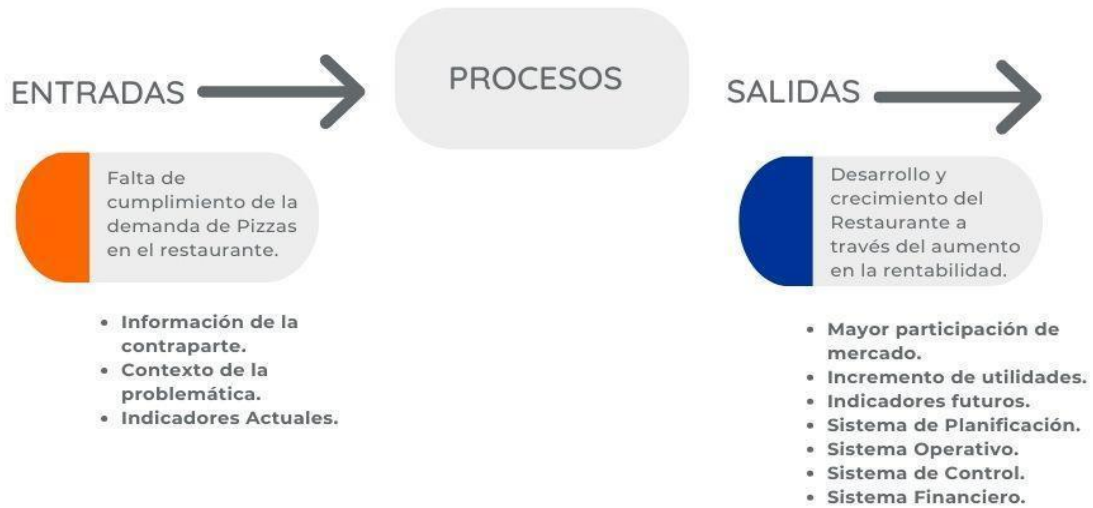 ENTRADAS
PROCESOS
SALIDAS
Falta de
cumplimiento de la
demanda de Pizzas
en el restaurante.
• Información de la
contraparte.
• Contexto de la
problemática.
• Indicadores Actuales.
Desarrollo y
crecimiento del
Restaurante a
través del aumento
en la rentabilidad.
• Mayor participación de
mercado.
• Incremento de utilidades.
• Indicadores futuros.
• Sistema de Planificación.
• Sistema Operativo.
• Sistema de Control.
• Sistema Financiero.